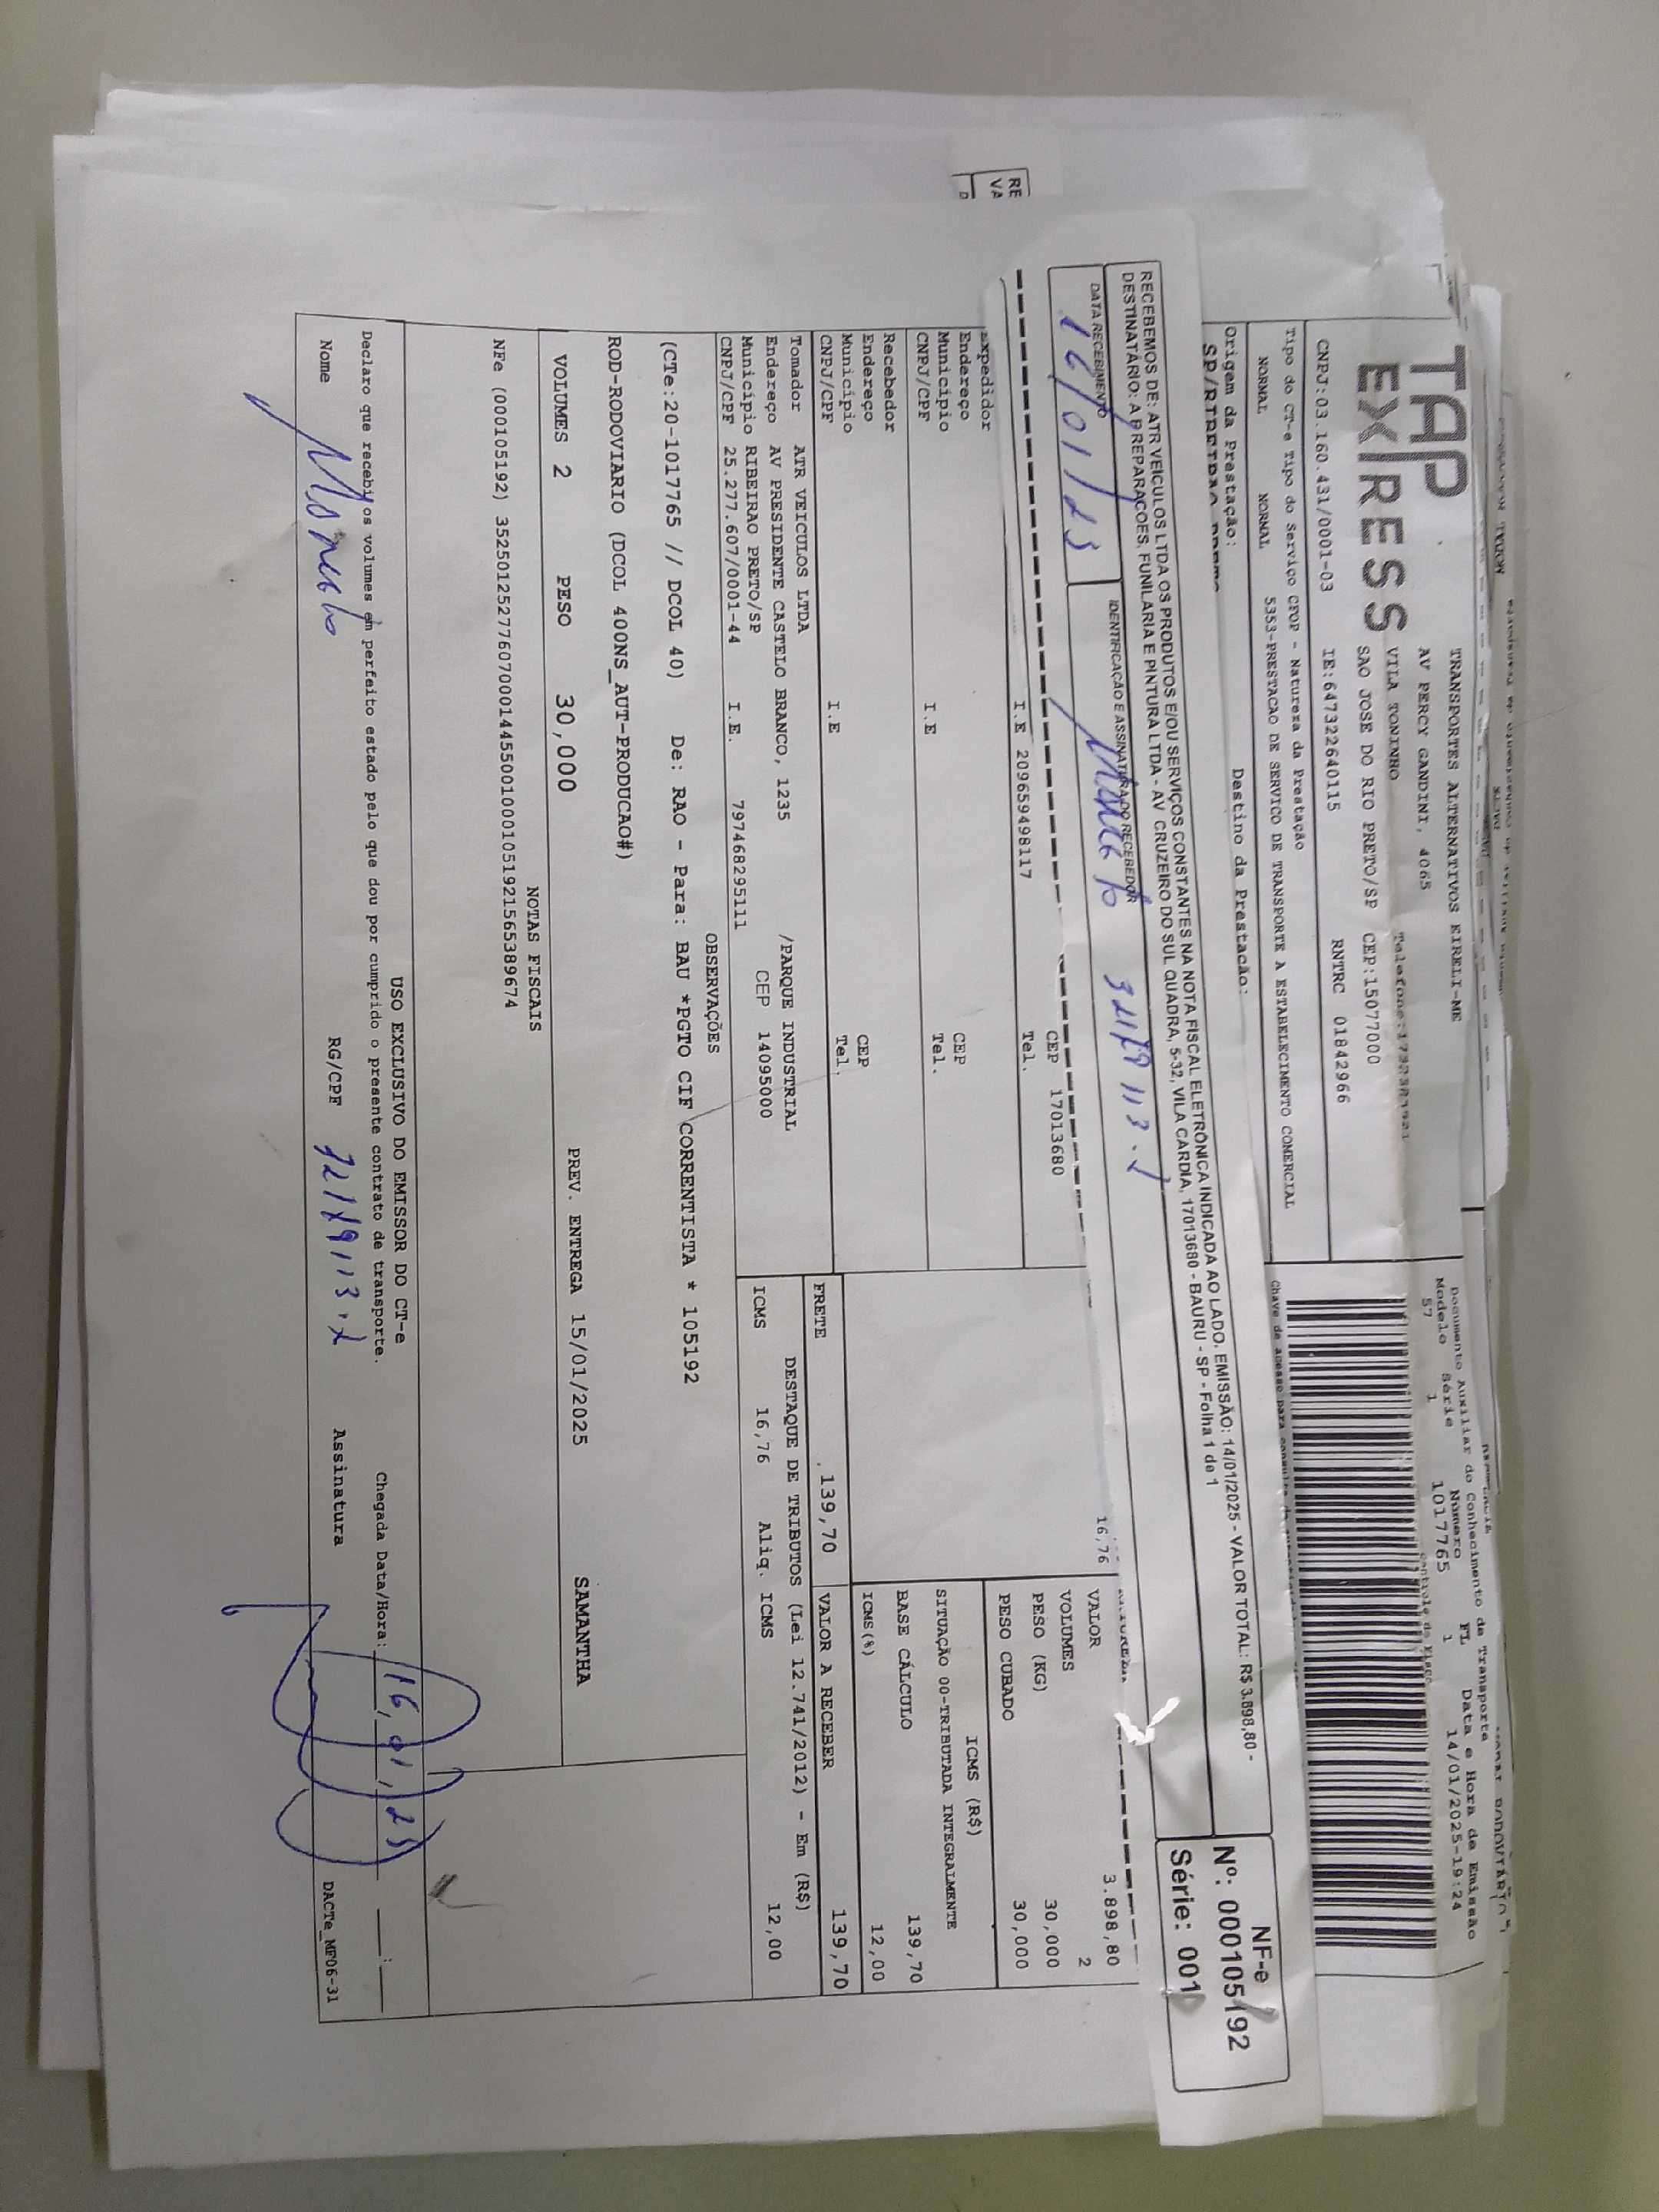 TAP
EXPRESS
TRANSPORTES ALTERNATIVOS EIRELI-ME
AV PERCY GANDINI, 4065
VILA TONINHO
SAO JOSE DO RIO PRETO/SP CEP:15077000
CNPJ:03.160.431/0001-03 IE:647322640115 RNTRC 01842966
Documento Auxiliar do Conhecimento de Transporte
Modelo Série Número FL Data e Hora de Emissão
57 1 1017765 1 14/01/2025-19:24
Controle do Fisco
Tipo do CT-e Tipo do Serviço CFOP - Natureza da Prestação
NORMAL NORMAL 5353-PRESTACAO DE SERVICO DE TRANSPORTE A ESTABELECIMENTO COMERCIAL
Origem da Prestação: Destino da Prestação:
RECEBEMOS DE: ATR VEICULOS LTDA OS PRODUTOS E/OU SERVIÇOS CONSTANTES NA NOTA FISCAL ELETRÔNICA INDICADA AO LADO. EMISSÃO: 14/01/2025 - VALOR TOTAL: R$ 3.898,80 -
DESTINATÁRIO: A B REPARACOES, FUNILARIA E PINTURA LTDA - AV CRUZEIRO DO SUL QUADRA, 5-32, VILA CARDIA, 17013680 - BAURU - SP - Folha 1 de 1
DATA RECEBIMENTO IDENTIFICAÇÃO E ASSINATURA DO RECEBEDOR
16/01/25
NF-e
Nº: 000105192
Série: 001
CEP 17013680
I.E 209659498117 Tel.
16,76
VALOR 3.898,80
VOLUMES 2
PESO (KG) 30,000
PESO CUBADO 30,000
Expedidor
Endereço CEP
Município Tel.
CNPJ/CPF I.E
ICMS (R$)
SITUAÇÃO 00-TRIBUTADA INTEGRALMENTE
BASE CÁLCULO 139,70
ICMS(%) 12,00
Recebedor
Endereço CEP
Município Tel.
CNPJ/CPF I.E
FRETE 139,70 VALOR A RECEBER 139,70
Tomador ATR VEICULOS LTDA
Endereço AV PRESIDENTE CASTELO BRANCO, 1235 /PARQUE INDUSTRIAL
Município RIBEIRAO PRETO/SP CEP 14095000
CNPJ/CPF 25.277.607/0001-44 I.E. 797468295111
DESTAQUE DE TRIBUTOS (Lei 12.741/2012) - Em (R$)
ICMS 16,76 Aliq. ICMS 12,00
OBSERVAÇÕES
(CTe:20-1017765 // DCOL 40) De: RAO - Para: BAU *PGTO CIF CORRENTISTA * 105192
ROD-RODOVIARIO (DCOL 400NS_AUT-PRODUCAO#)
VOLUMES 2 PESO 30,000 PREV. ENTREGA 15/01/2025 SAMANTHA
NOTAS FISCAIS
NFe (000105192) 35250125277607000144550010001051921565389674
USO EXCLUSIVO DO EMISSOR DO CT-e
Declaro que recebi os volumes em perfeito estado pelo que dou por cumprido o presente contrato de transporte. Chegada Data/Hora: 16/01/25 __:__
Nome RG/CPF Assinatura
DACTe_MF06-31